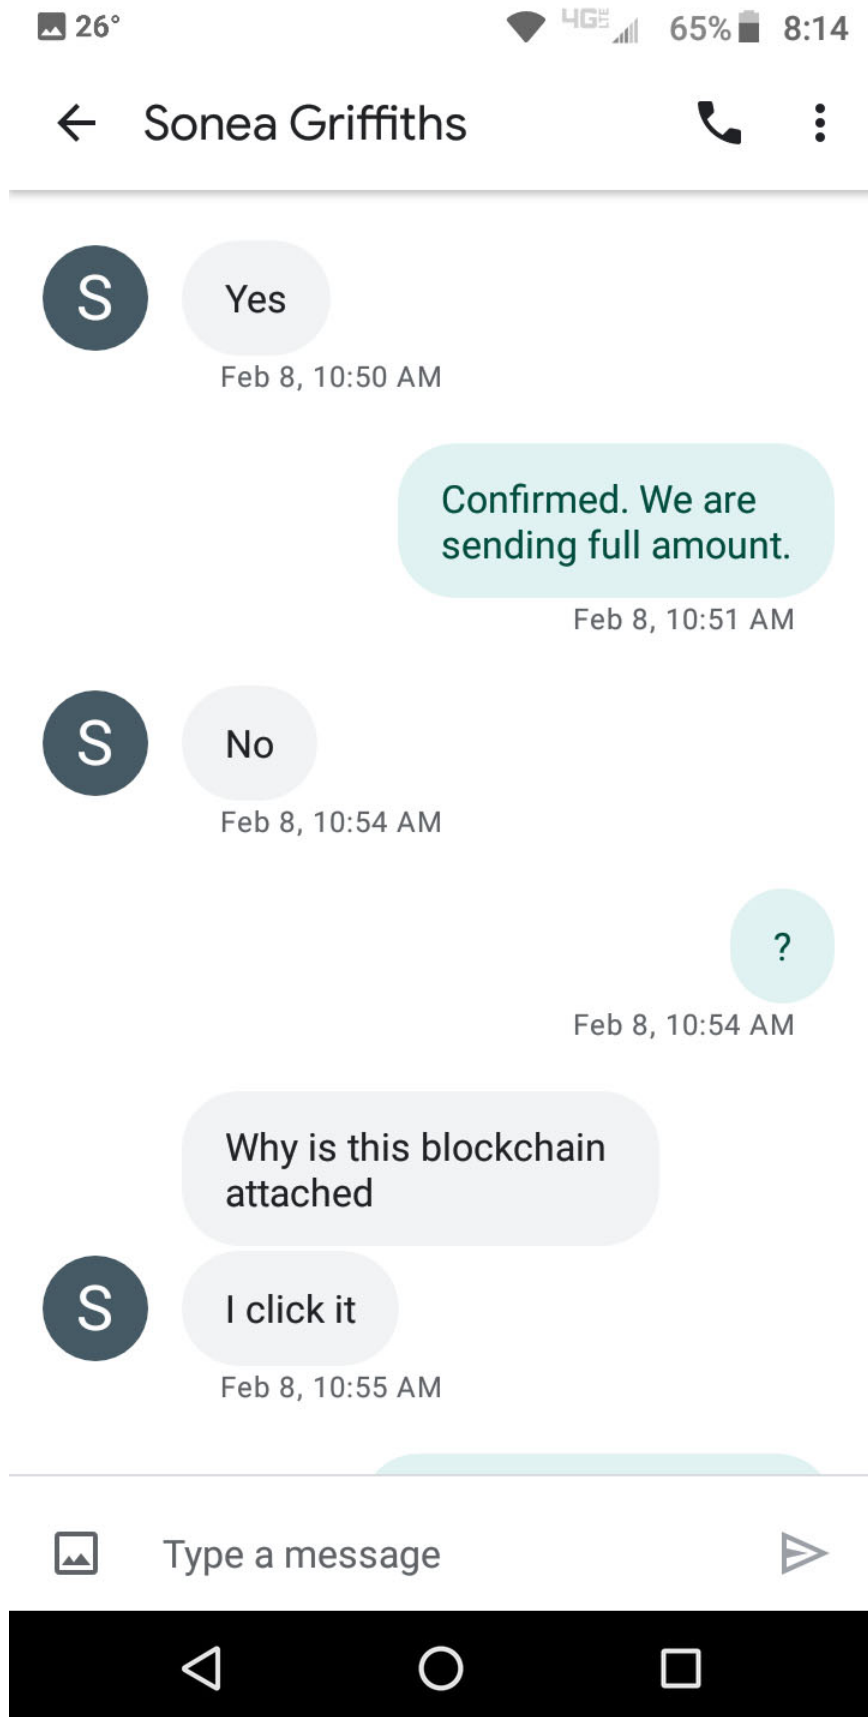 26° 4G LTE 65% 8:14
Sonea Griffiths
S
Yes
Feb 8, 10:50 AM
Confirmed. We are
sending full amount.
Feb 8, 10:51 AM
S
No
Feb 8, 10:54 AM
?
Feb 8, 10:54 AM
Why is this blockchain
attached
S
I click it
Feb 8, 10:55 AM
Type a message